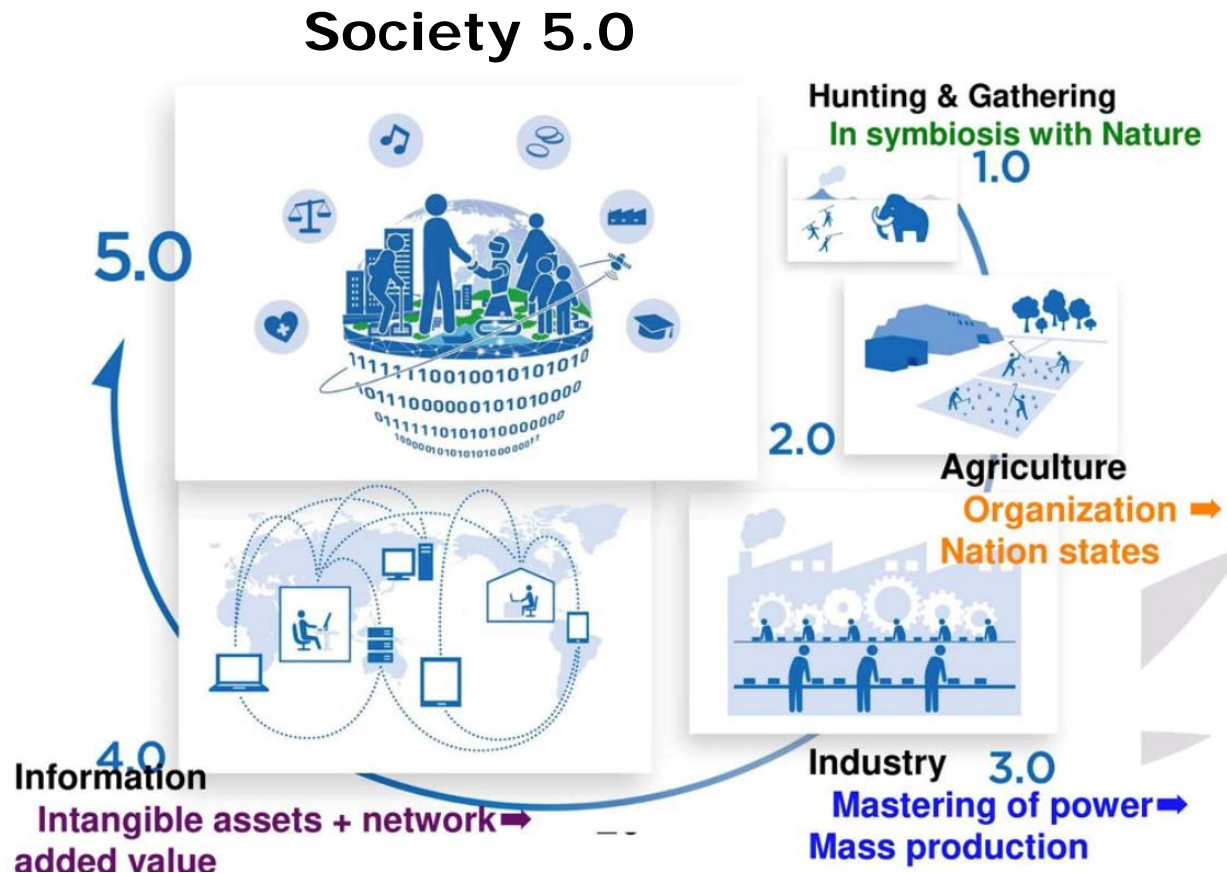 Society 5.0
Hunting & Gathering
In symbiosis with Nature
1.0
5.0
11111111001001010101010
2.0
Agriculture
Organization ➡
Nation states
4.0
Information
Intangible assets + network➡
added value
Industry 3.0
Mastering of power➡
Mass production